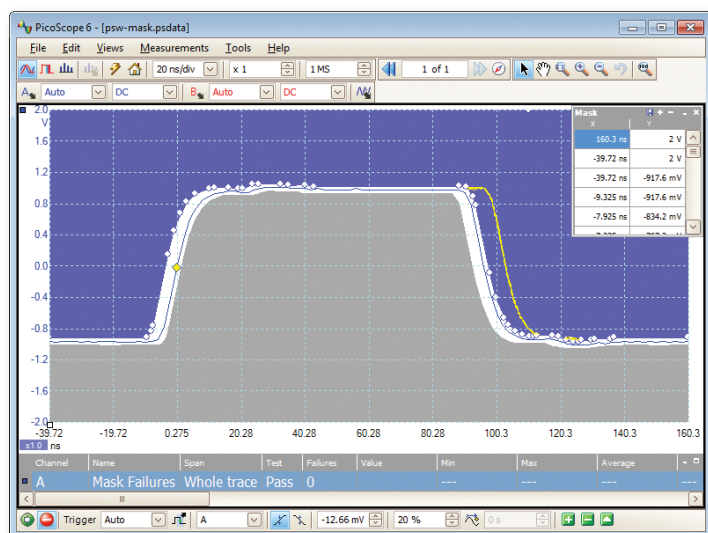 PicoScope 6 - [psw-mask.psdata]
File Edit Views Measurements Tools Help
20 ns/div x 1 1 MS 1 of 1
A Auto DC B Auto DC
2.0
V
1.6
1.2
0.8
0.4
0.0
-0.4
-0.8
-1.2
-1.6
-2.0
Mask
X Y
160.3 ns 2 V
-39.72 ns 2 V
-39.72 ns -917.6 mV
-9.325 ns -917.6 mV
-7.925 ns -834.2 mV
-39.72 -19.72 0.275 20.28 40.28 60.28 80.28 100.3 120.3 140.3 160.3
x1.0 ns
Channel Name Span Test Failures Value Min Max Average
A Mask Failures Whole trace Pass 0 --- --- ---
Trigger Auto A -12.66 mV 20 % 0 s